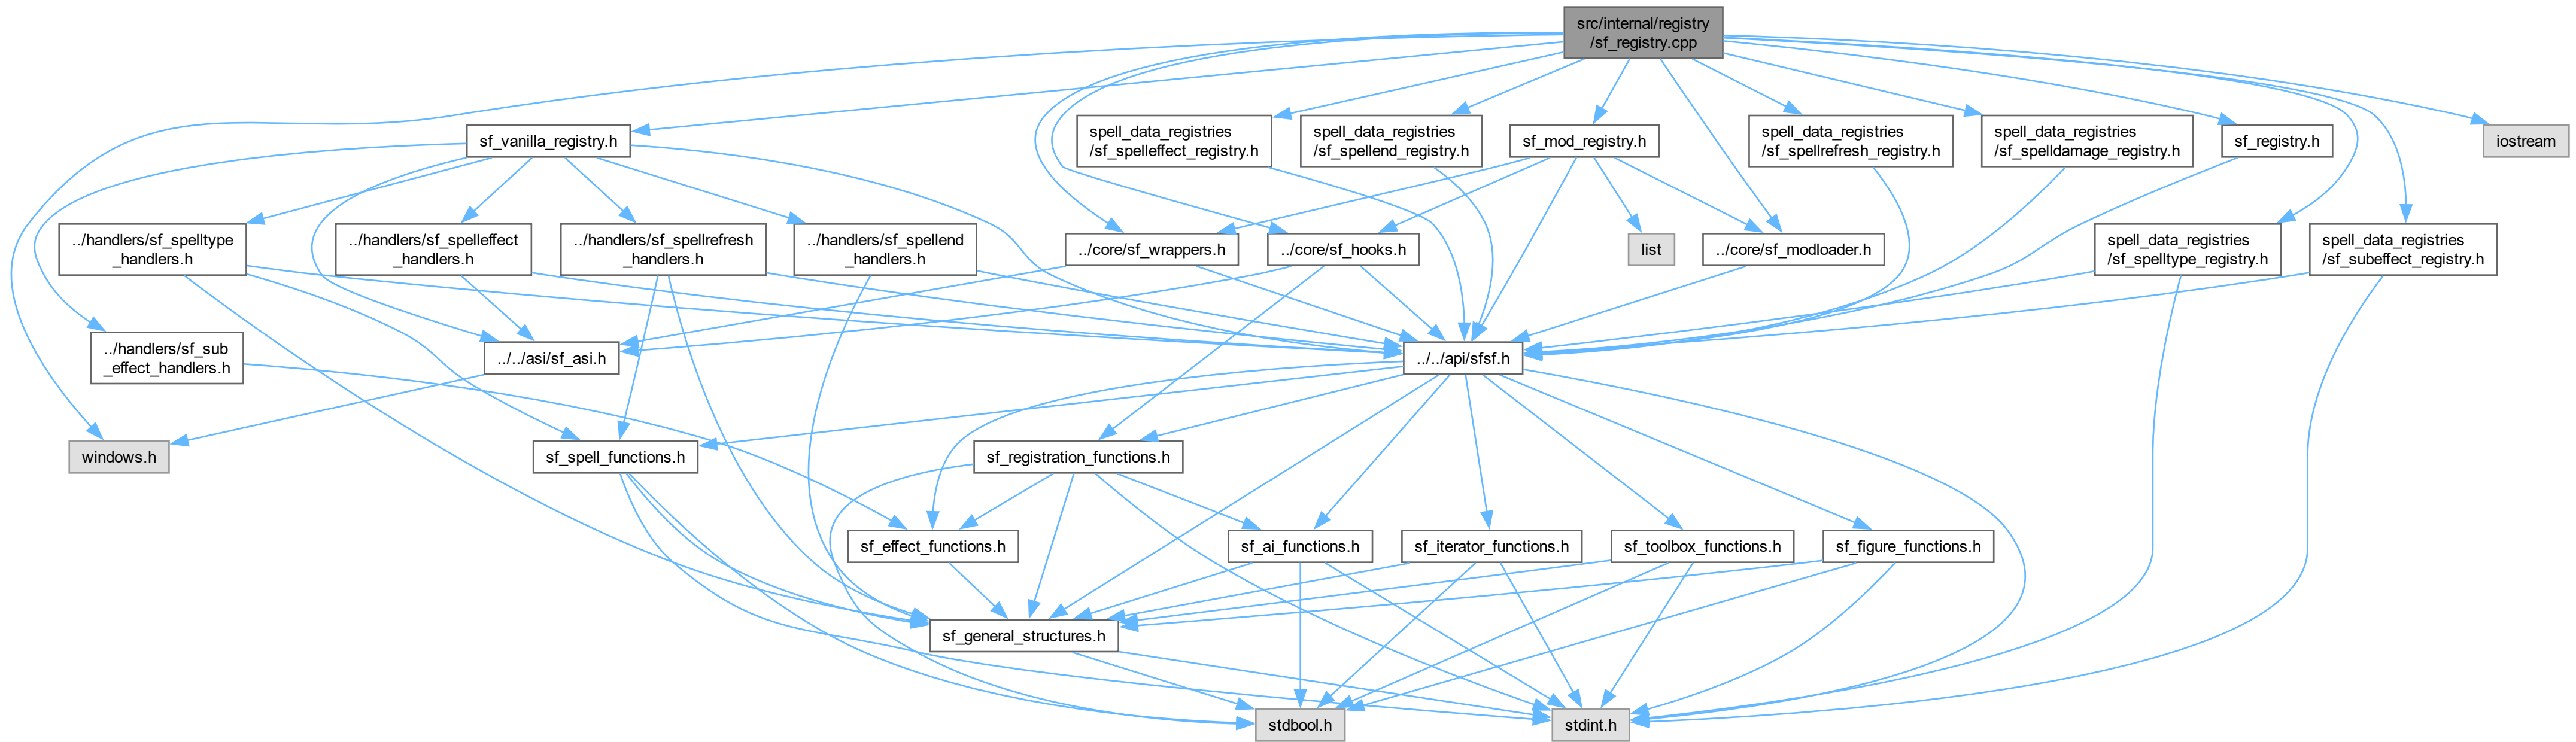 src/internal/registry
/sf_registry.cpp
sf_vanilla_registry.h
spell_data_registries
/sf_spelleffect_registry.h
spell_data_registries
/sf_spellend_registry.h
sf_mod_registry.h
spell_data_registries
/sf_spellrefresh_registry.h
spell_data_registries
/sf_spelldamage_registry.h
sf_registry.h
iostream
../handlers/sf_spelltype
_handlers.h
../handlers/sf_spelleffect
_handlers.h
../handlers/sf_spellrefresh
_handlers.h
../handlers/sf_spellend
_handlers.h
../core/sf_wrappers.h
../core/sf_hooks.h
list
../core/sf_modloader.h
spell_data_registries
/sf_spelltype_registry.h
spell_data_registries
/sf_subeffect_registry.h
../handlers/sf_sub
_effect_handlers.h
../../asi/sf_asi.h
../../api/sfsf.h
windows.h
sf_spell_functions.h
sf_registration_functions.h
sf_effect_functions.h
sf_ai_functions.h
sf_iterator_functions.h
sf_toolbox_functions.h
sf_figure_functions.h
sf_general_structures.h
stdbool.h
stdint.h